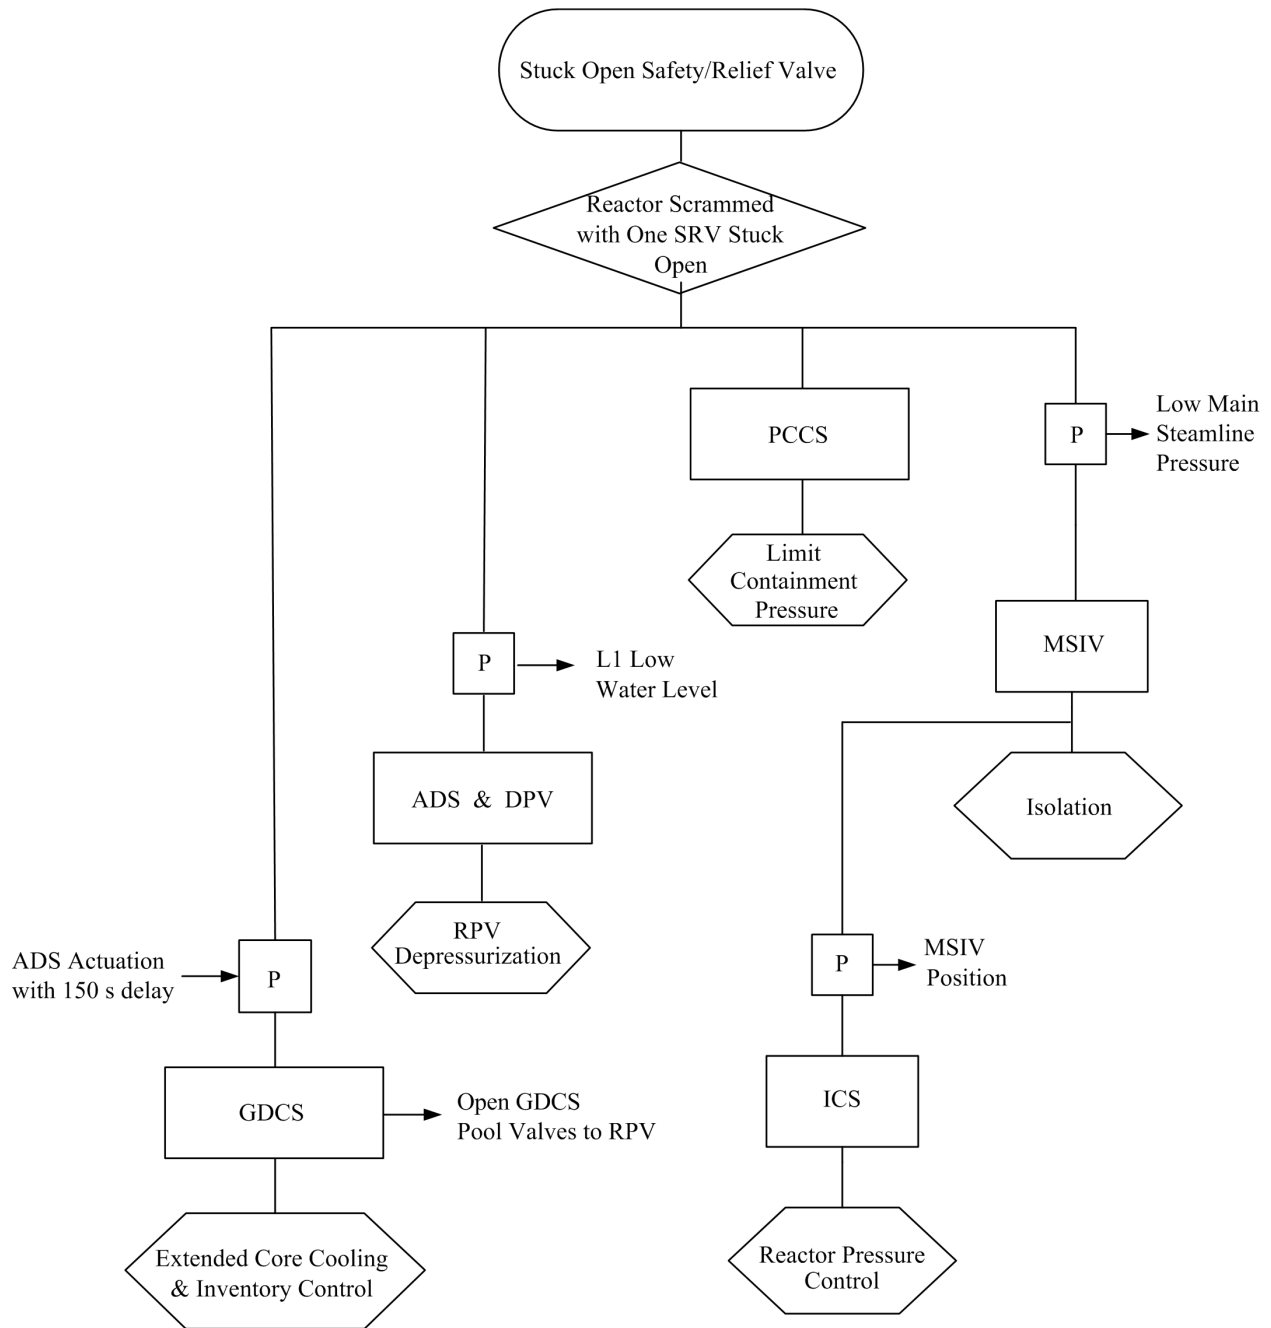 Stuck Open Safety/Relief Valve
Reactor Scrammed
with One SRV Stuck
Open
PCCS
P
Low Main
Steamline
Pressure
Limit
Containment
Pressure
MSIV
P
L1 Low
Water Level
ADS & DPV
Isolation
RPV
Depressurization
ADS Actuation
with 150 s delay
P
P
MSIV
Position
GDCS
Open GDCS
Pool Valves to RPV
ICS
Extended Core Cooling
& Inventory Control
Reactor Pressure
Control